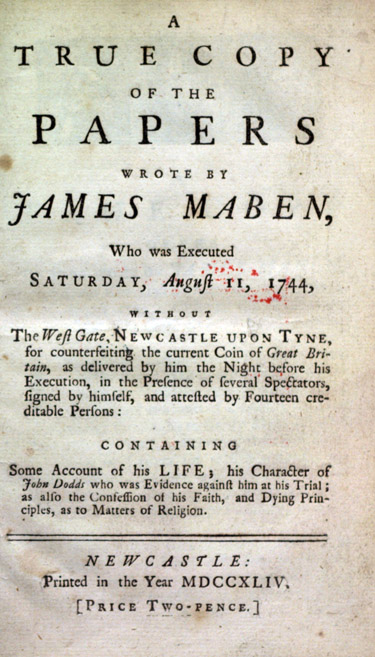 A
TRUE COPY
OF THE
PAPERS
WROTE BY
JAMES MABEN,
Who was Executed
SATURDAY, Auguſt 11, 1744,
WITHOUT
The Weſt Gate, NEWCASTLE UPON TYNE,
for counterfeiting the current Coin of Great Bri-
tain, as delivered by him the Night before his
Execution, in the Preſence of ſeveral Spectators,
ſigned by himſelf, and atteſted by Fourteen cre-
ditable Perſons:
CONTAINING
Some Account of his LIFE; his Character of
John Dodds who was Evidence againſt him at his Trial;
as alſo the Confeſſion of his Faith, and Dying Prin-
ciples, as to Matters of Religion.
NEWCASTLE:
Printed in the Year MDCCXLIV.
[PRICE TWO-PENCE.]